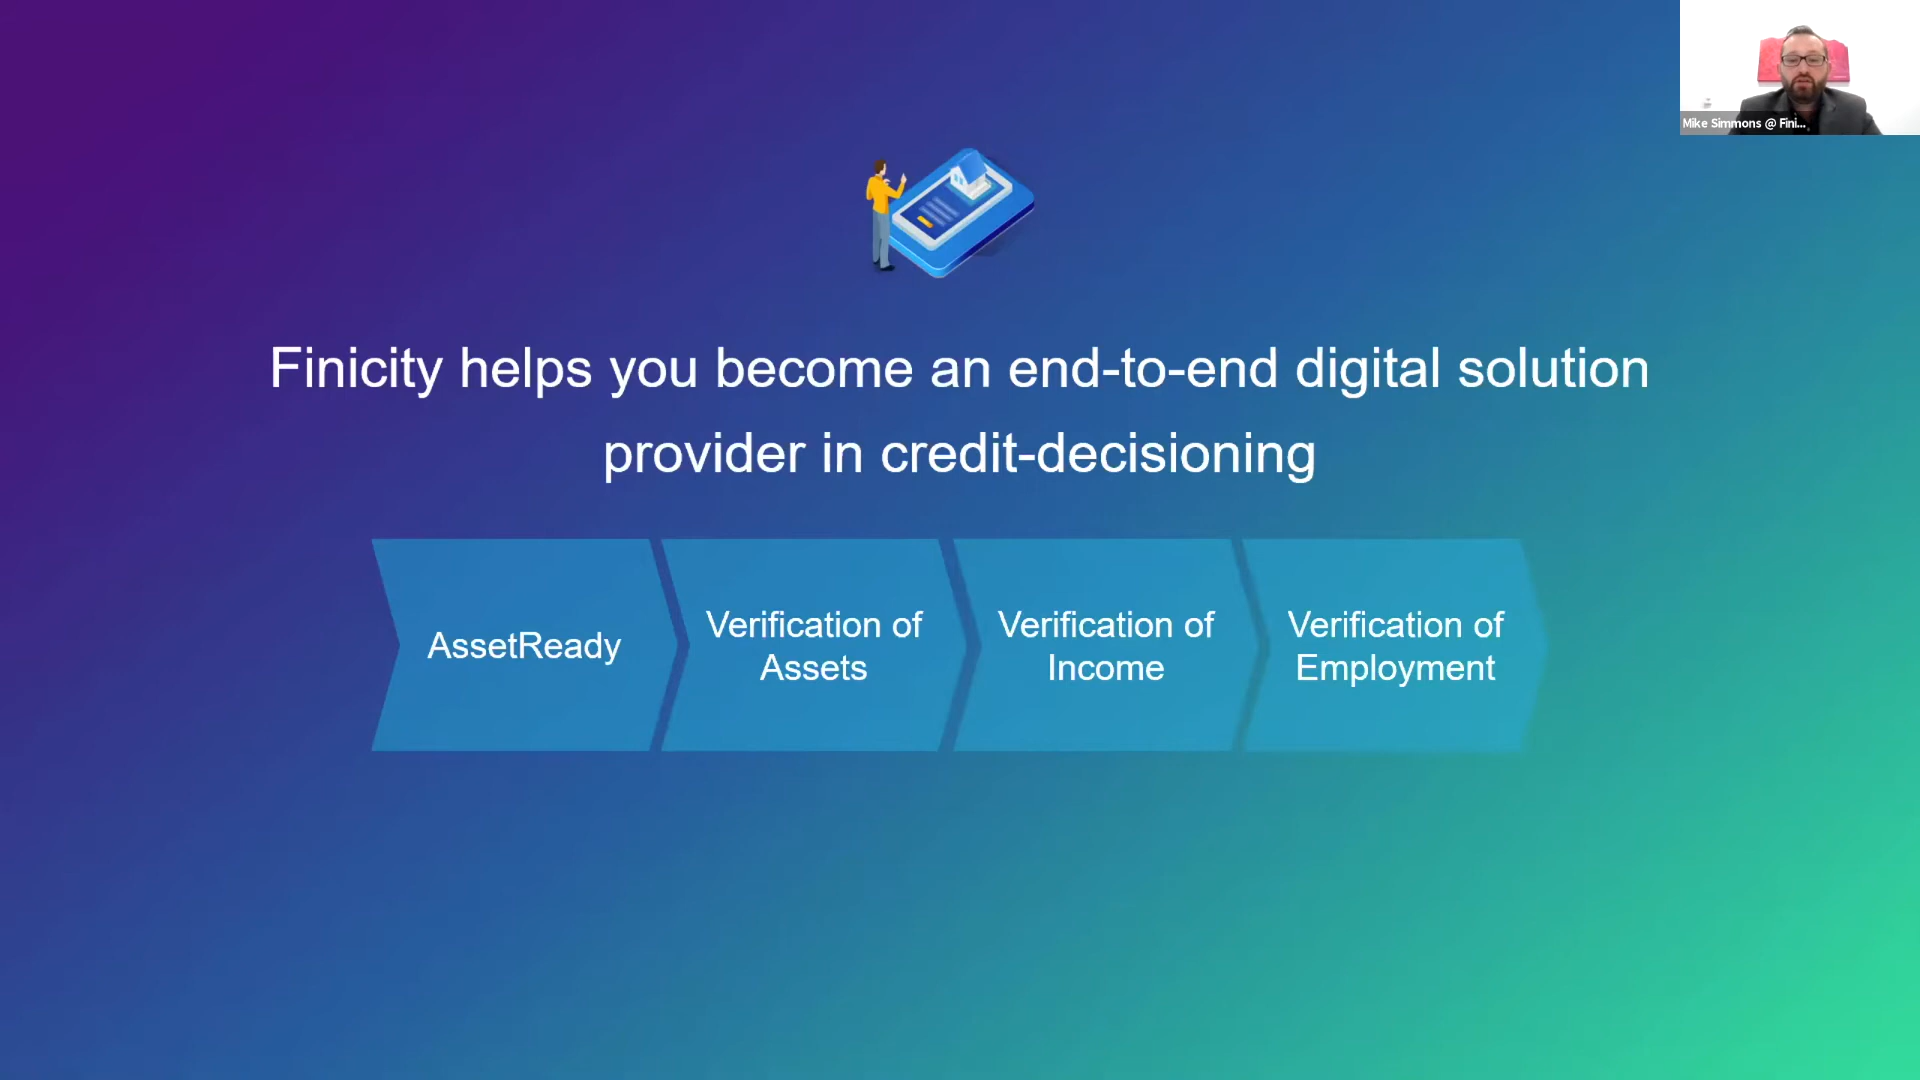 Mike Simmons @ Fini...
Finicity helps you become an end-to-end digital solution
provider in credit-decisioning
AssetReady
Verification of
Assets
Verification of
Income
Verification of
Employment